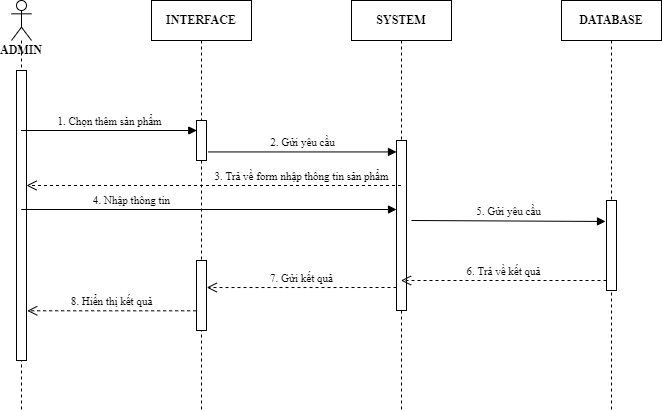 INTERFACE
SYSTEM
DATABASE
ADMIN
1. Chọn thêm sản phẩm
2. Gửi yêu cầu
3. Trả về form nhập thông tin sản phẩm
4. Nhập thông tin
5. Gửi yêu cầu
6. Trả về kết quả
7. Gửi kết quả
8. Hiển thị kết quả